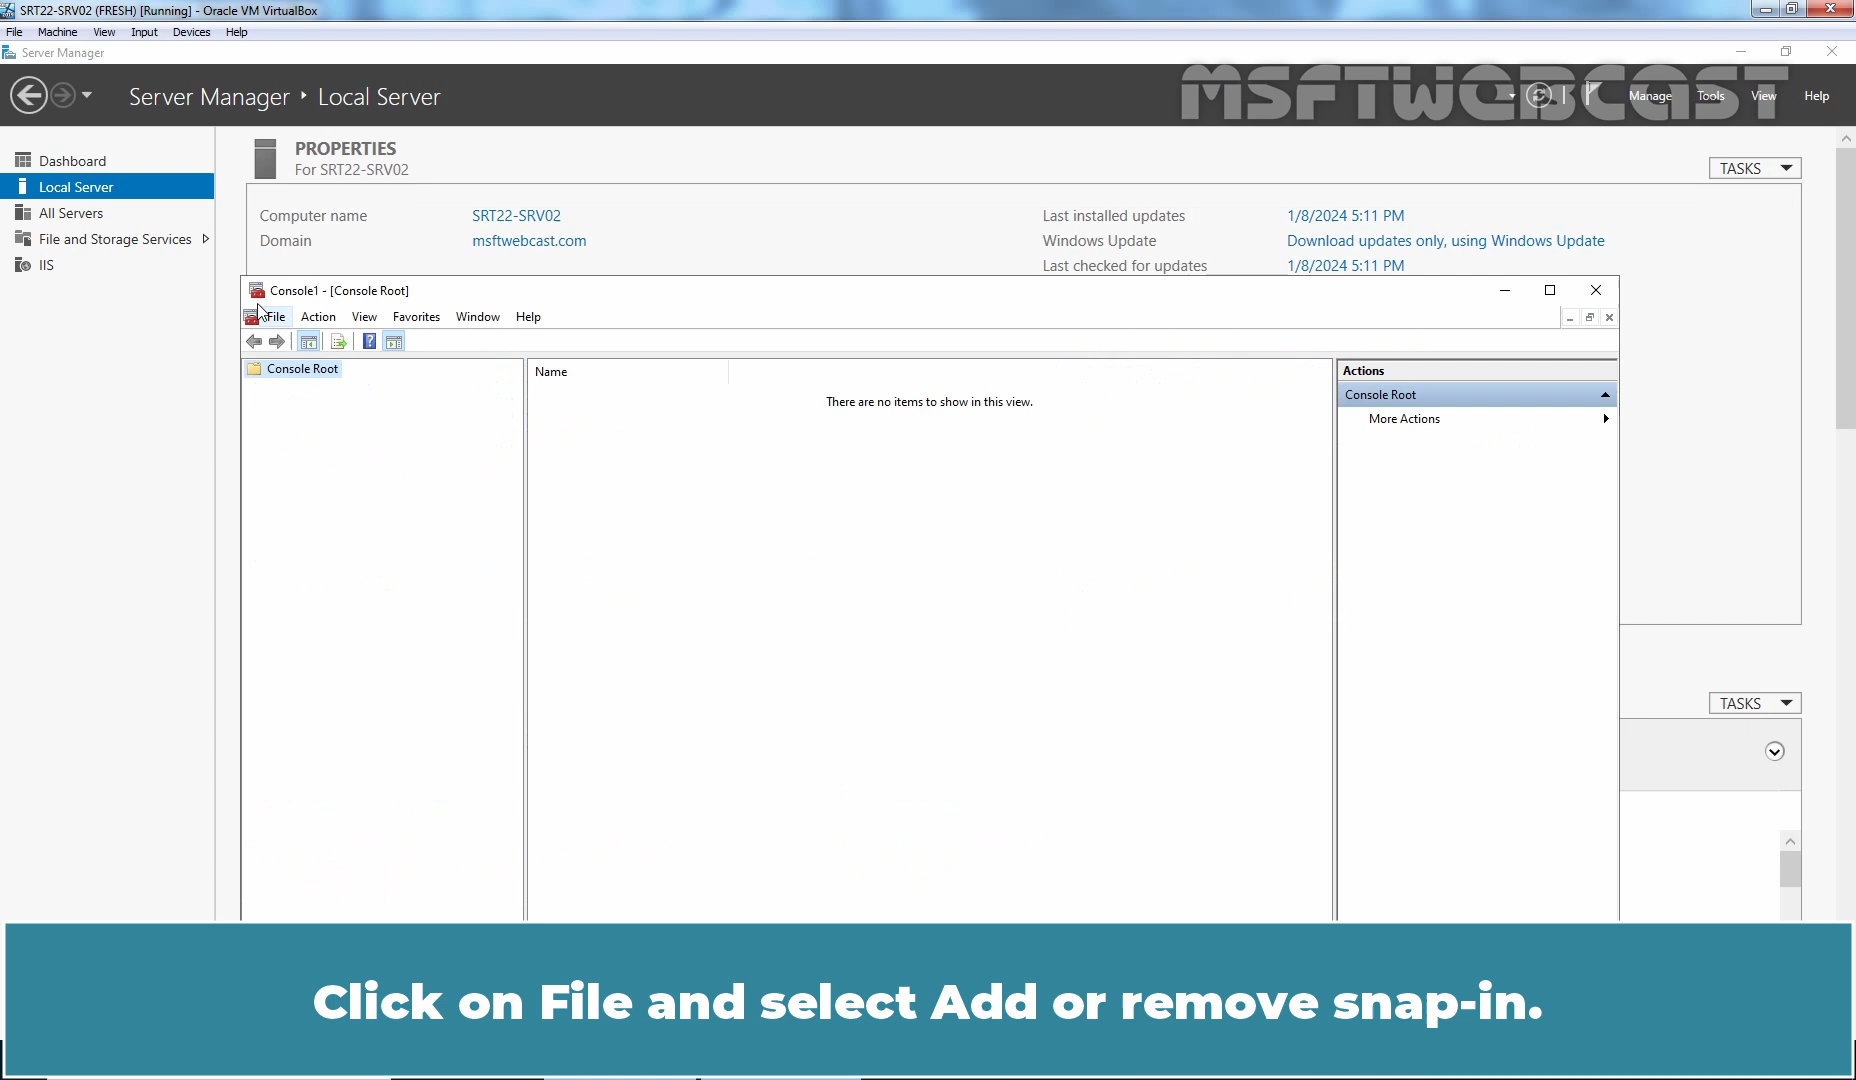 SRT22-SRV02 (FRESH) [Running] - Oracle VM VirtualBox
File Machine View Input Devices Help
Server Manager
Server Manager ‣ Local Server
MSFTWEBCAST
Manage Tools View Help
Dashboard
Local Server
All Servers
File and Storage Services
IIS
PROPERTIES
For SRT22-SRV02
TASKS
Computer name SRT22-SRV02
Domain msftwebcast.com
Last installed updates 1/8/2024 5:11 PM
Windows Update Download updates only, using Windows Update
Last checked for updates 1/8/2024 5:11 PM
Console1 - [Console Root]
File Action View Favorites Window Help
Console Root
Name
There are no items to show in this view.
Actions
Console Root
More Actions
TASKS
Click on File and select Add or remove snap-in.